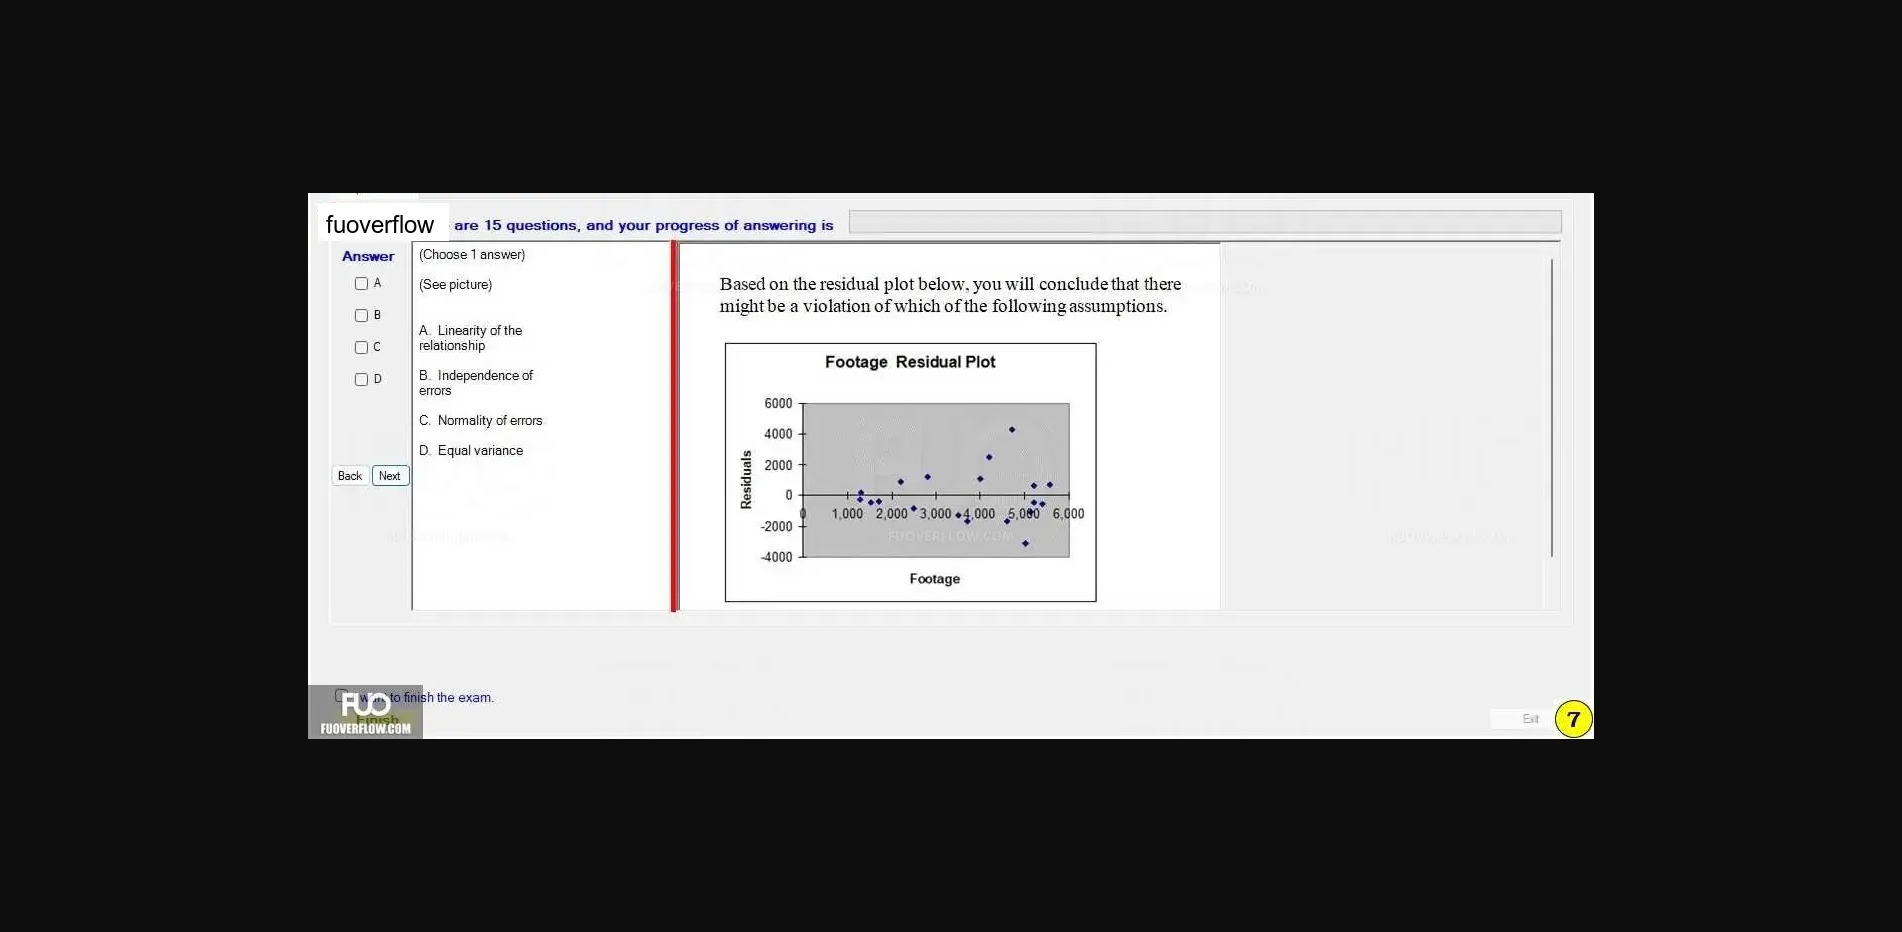 fuoverflow
are 15 questions, and your progress of answering is
Answer
A
B
C
D
Back
Next
(Choose 1 answer)
(See picture)
A. Linearity of the
relationship
B. Independence of
errors
C. Normality of errors
D. Equal variance
Based on the residual plot below, you will conclude that there
might be a violation of which of the following assumptions.
Footage Residual Plot
6000
4000
2000
0
-2000
-4000
Residuals
0 1,000 2,000 3,000 4,000 5,000 6,000
FUOVERFLOW.COM
Footage
I want to finish the exam.
Finish
FUO
FUOVERFLOW.COM
Exit
7